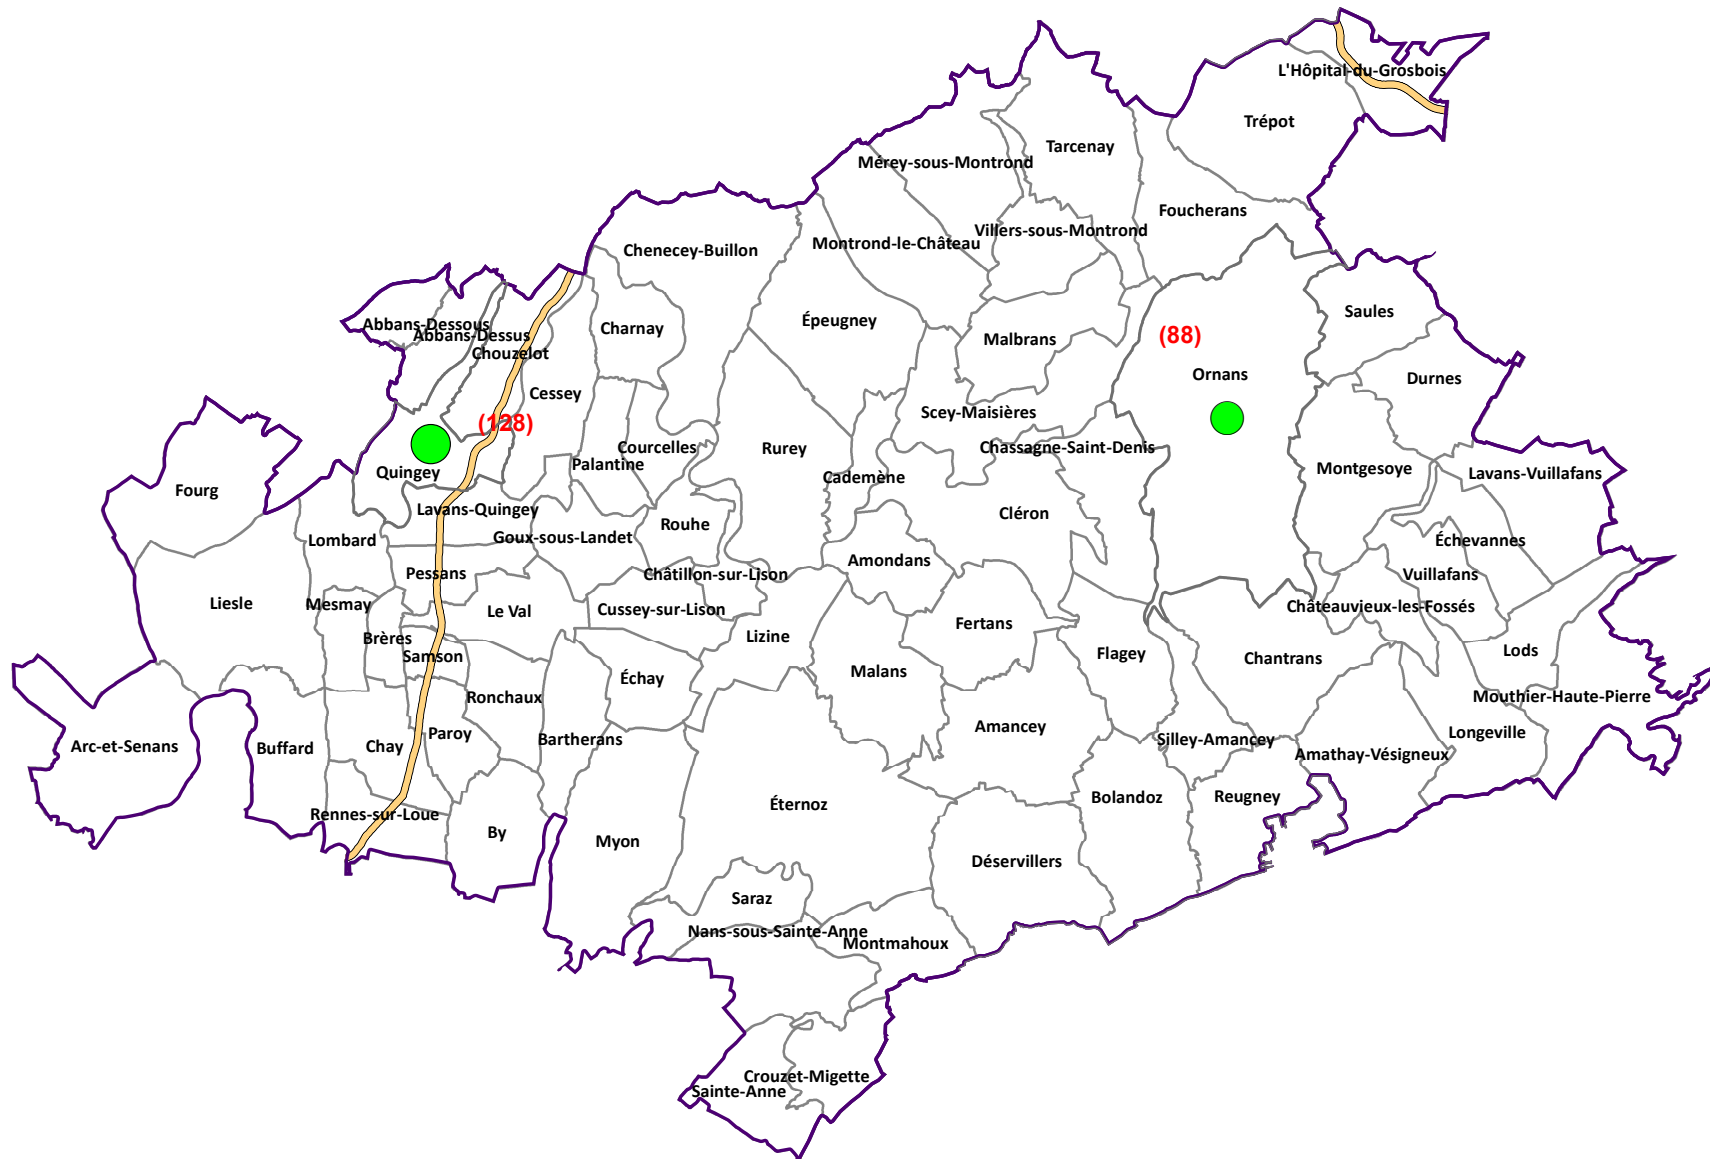 L'Hôpital-du-Grosbois
Trépot
Tarcenay
Mérey-sous-Montrond
Foucherans
Villers-sous-Montrond
Montrond-le-Château
Chenecey-Buillon
Saules
Épeugney
Abbans-Dessous
Charnay
Abbans-Dessus
(88)
Malbrans
Chouzelot
Ornans
Durnes
Cessey
Scey-Maisières
(128)
Courcelles
Rurey
Chassagne-Saint-Denis
Palantine
Montgesoye
Quingey
Cademène
Lavans-Vuillafans
Fourg
Lavans-Quingey
Cléron
Rouhe
Goux-sous-Landet
Lombard
Échevannes
Amondans
Pessans
Châtillon-sur-Lison
Vuillafans
Liesle
Mesmay
Le Val
Cussey-sur-Lison
Châteauvieux-les-Fossés
Fertans
Brères
Lizine
Lods
Samson
Flagey
Chantrans
Malans
Échay
Ronchaux
Mouthier-Haute-Pierre
Amancey
Longeville
Paroy
Bartherans
Silley-Amancey
Arc-et-Senans
Buffard
Chay
Amathay-Vésigneux
Bolandoz
Reugney
Éternoz
Rennes-sur-Loue
By
Myon
Déservillers
Saraz
Nans-sous-Sainte-Anne
Montmahoux
Crouzet-Migette
Sainte-Anne